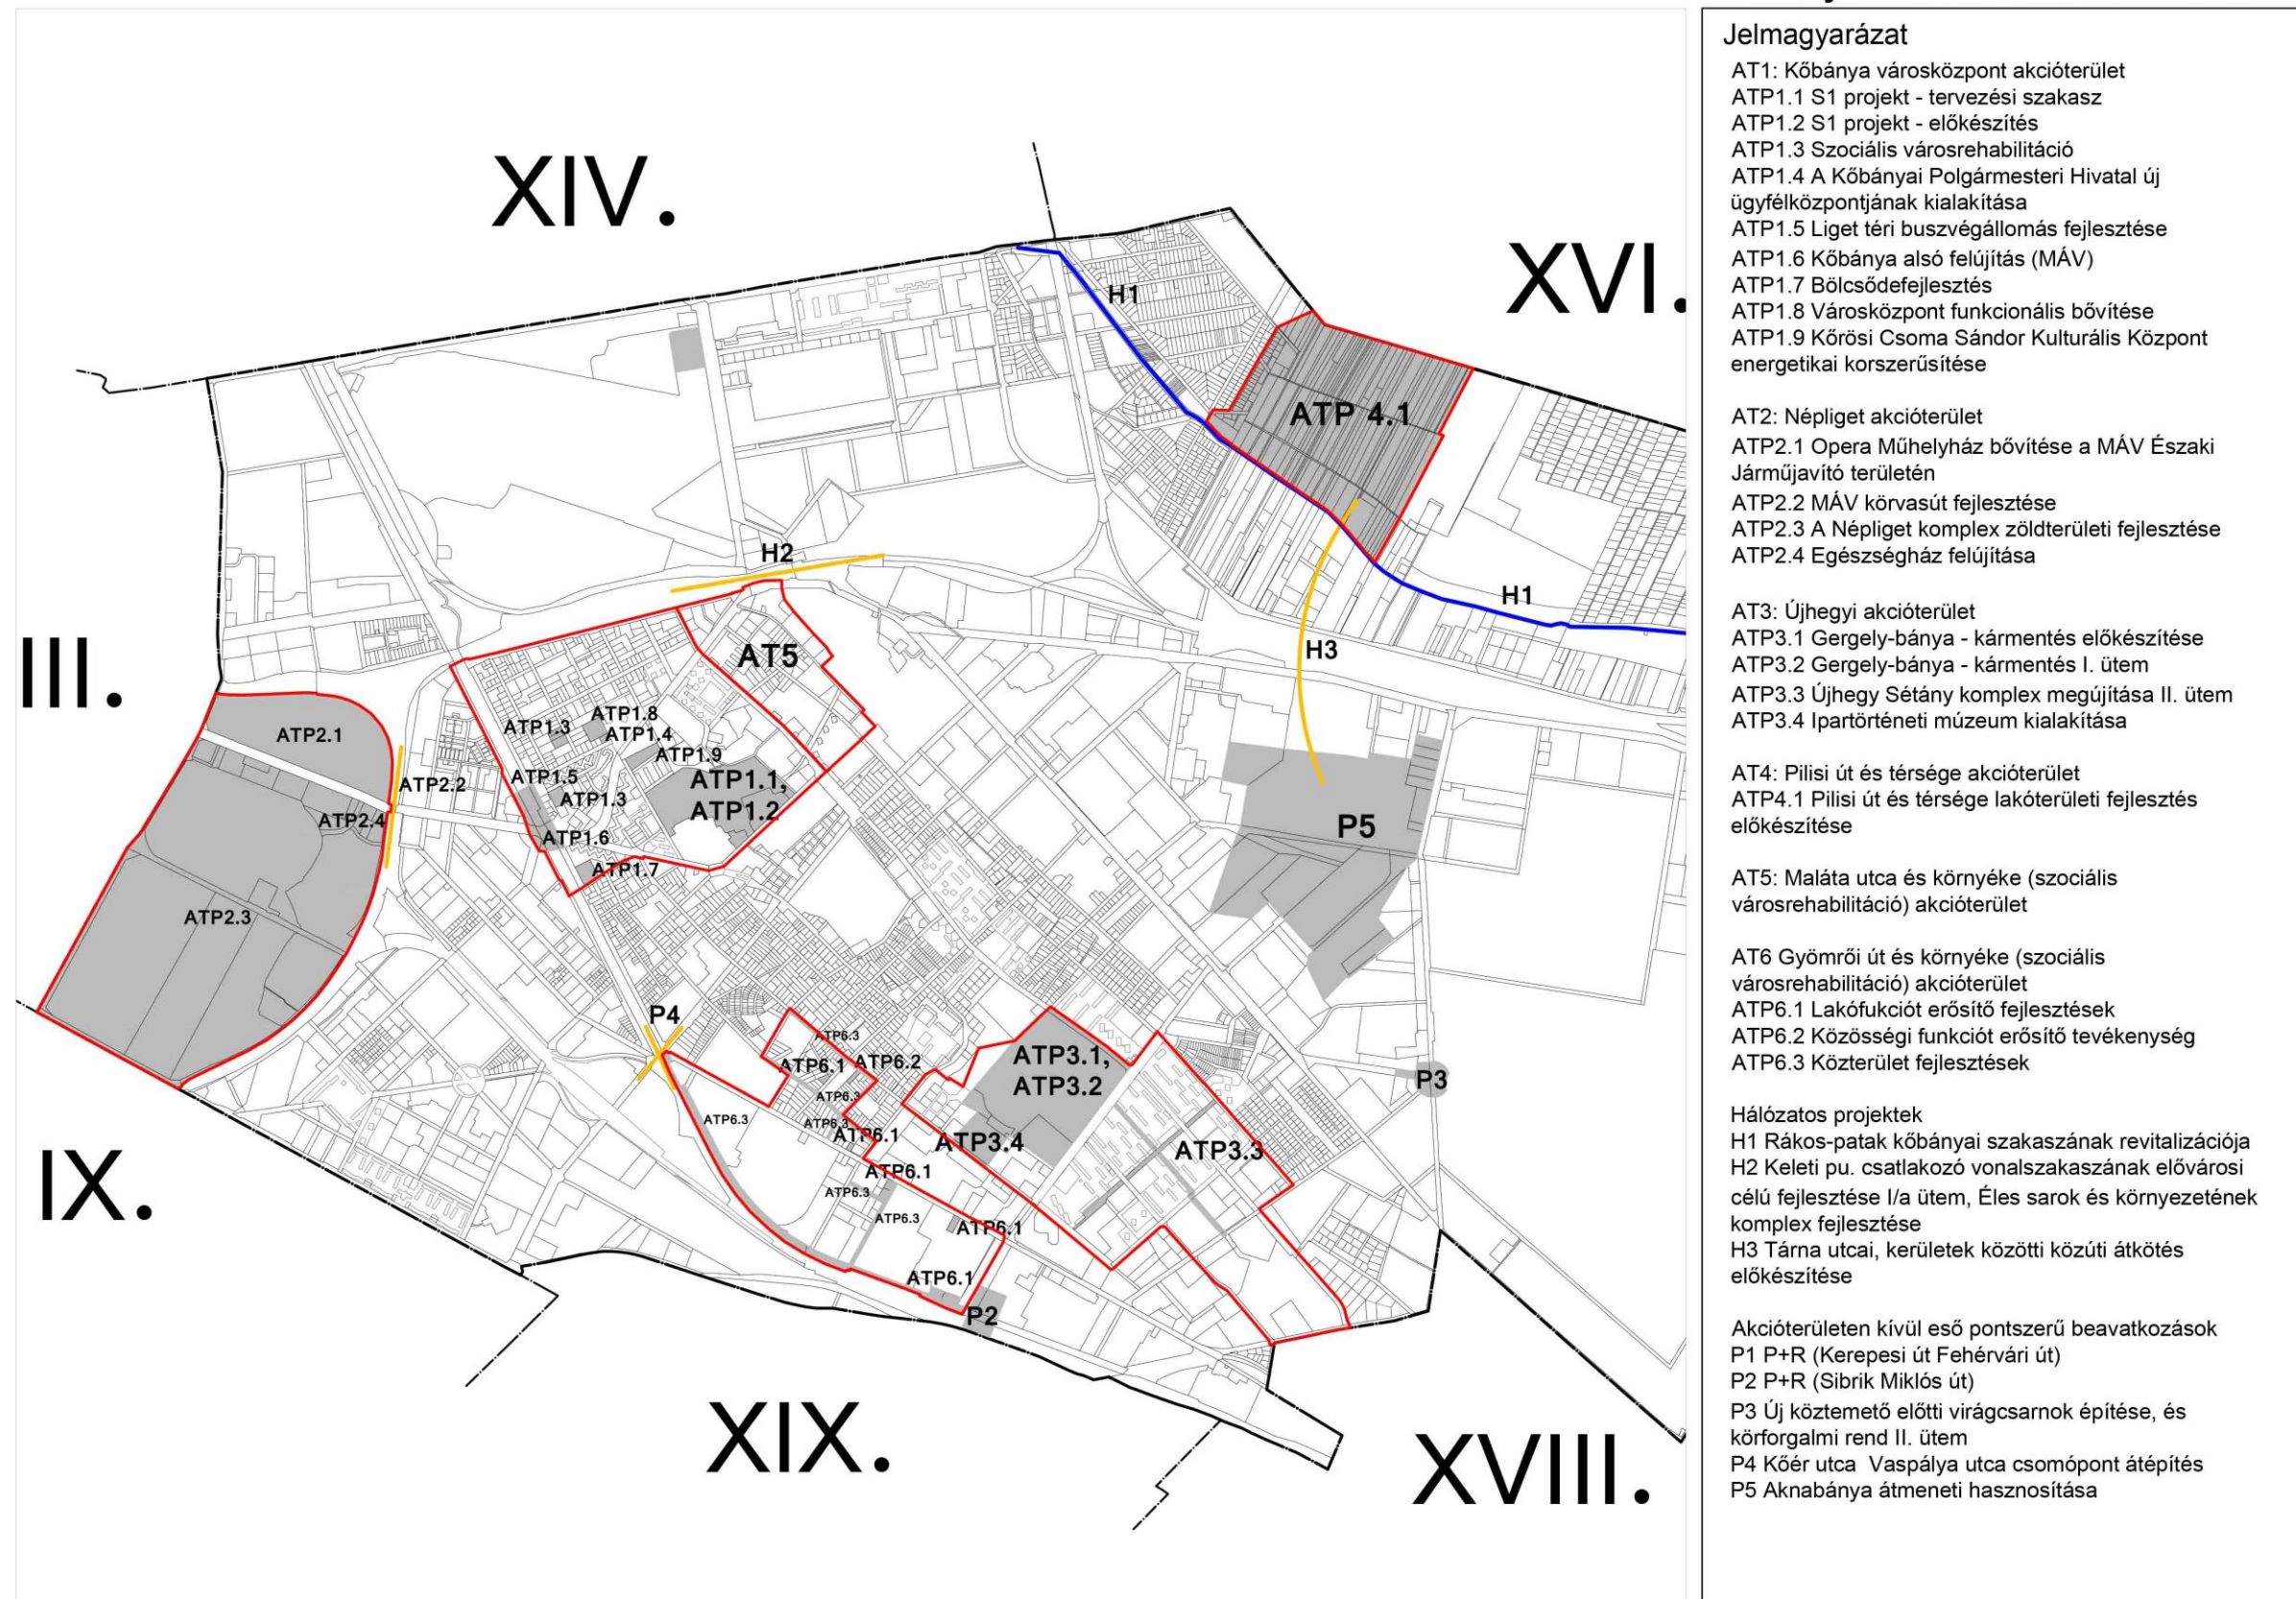 XIV.
XVI.
III.
IX.
XIX.
XVIII.
H1
ATP 4.1
H2
H1
H3
AT5
ATP2.1
ATP2.2
ATP2.4
ATP2.3
ATP1.8
ATP1.3
ATP1.4
ATP1.9
ATP1.5
ATP1.1,
ATP1.2
ATP1.3
ATP1.6
ATP1.7
P5
P4
ATP6.3
ATP6.1
ATP6.2
ATP3.1,
ATP3.2
P3
ATP6.3
ATP6.3
ATP6.3
ATP6.1
ATP3.4
ATP3.3
ATP6.1
ATP6.3
ATP6.3
ATP6.1
ATP6.1
P2
Jelmagyarázat
AT1: Kőbánya városközpont akcióterület
ATP1.1 S1 projekt - tervezési szakasz
ATP1.2 S1 projekt - előkészítés
ATP1.3 Szociális városrehabilitáció
ATP1.4 A Kőbányai Polgármesteri Hivatal új
ügyfélközpontjának kialakítása
ATP1.5 Liget téri buszvégállomás fejlesztése
ATP1.6 Kőbánya alsó felújítás (MÁV)
ATP1.7 Bölcsődefejlesztés
ATP1.8 Városközpont funkcionális bővítése
ATP1.9 Kőrösi Csoma Sándor Kulturális Központ
energetikai korszerűsítése
AT2: Népliget akcióterület
ATP2.1 Opera Műhelyház bővítése a MÁV Északi
Járműjavító területén
ATP2.2 MÁV körvasút fejlesztése
ATP2.3 A Népliget komplex zöldterületi fejlesztése
ATP2.4 Egészségház felújítása
AT3: Újhegyi akcióterület
ATP3.1 Gergely-bánya - kármentés előkészítése
ATP3.2 Gergely-bánya - kármentés I. ütem
ATP3.3 Újhegy Sétány komplex megújítása II. ütem
ATP3.4 Ipartörténeti múzeum kialakítása
AT4: Pilisi út és térsége akcióterület
ATP4.1 Pilisi út és térsége lakóterületi fejlesztés
előkészítése
AT5: Maláta utca és környéke (szociális
városrehabilitáció) akcióterület
AT6 Gyömrői út és környéke (szociális
városrehabilitáció) akcióterület
ATP6.1 Lakófukciót erősítő fejlesztések
ATP6.2 Közösségi funkciót erősítő tevékenység
ATP6.3 Közterület fejlesztések
Hálózatos projektek
H1 Rákos-patak kőbányai szakaszának revitalizációja
H2 Keleti pu. csatlakozó vonalszakaszának elővárosi
célú fejlesztése I/a ütem, Éles sarok és környezetének
komplex fejlesztése
H3 Tárna utcai, kerületek közötti közúti átkötés
előkészítése
Akcióterületen kívül eső pontszerű beavatkozások
P1 P+R (Kerepesi út Fehérvári út)
P2 P+R (Sibrik Miklós út)
P3 Új köztemető előtti virágcsarnok építése, és
körforgalmi rend II. ütem
P4 Kőér utca  Vaspálya utca csomópont átépítés
P5 Aknabánya átmeneti hasznosítása